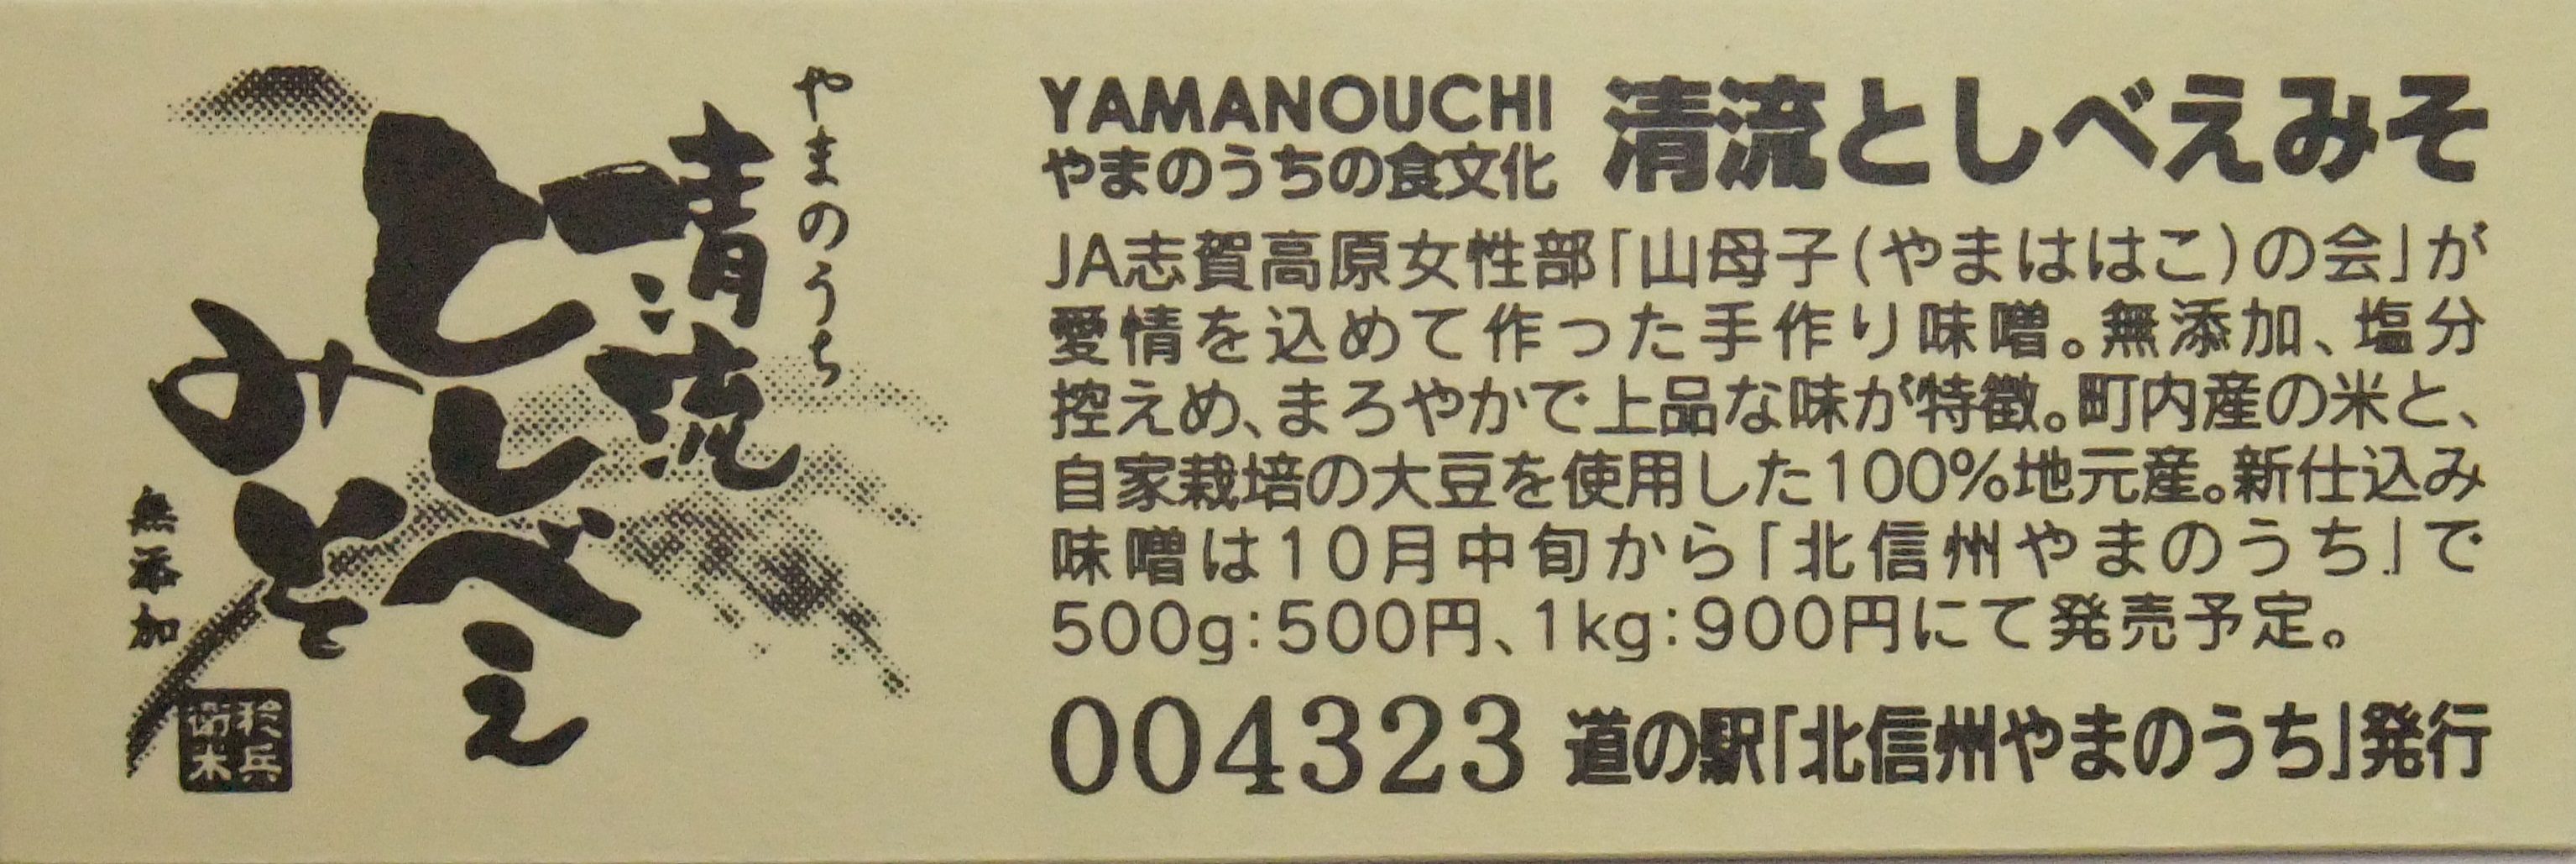 やまのうち
清流
としべえ
みそ
無添加
YAMANOUCHI
やまのうちの食文化
清流としべえみそ
JA志賀高原女性部｢山母子(やまははこ)の会｣が
愛情を込めて作った手作り味噌。無添加、塩分
控えめ、まろやかで上品な味が特徴。町内産の米と、
自家栽培の大豆を使用した100%地元産。新仕込み
味噌は10月中旬から｢北信州やまのうち｣で
500g:500円、1kg:900円にて発売予定。
004323 道の駅｢北信州やまのうち｣発行